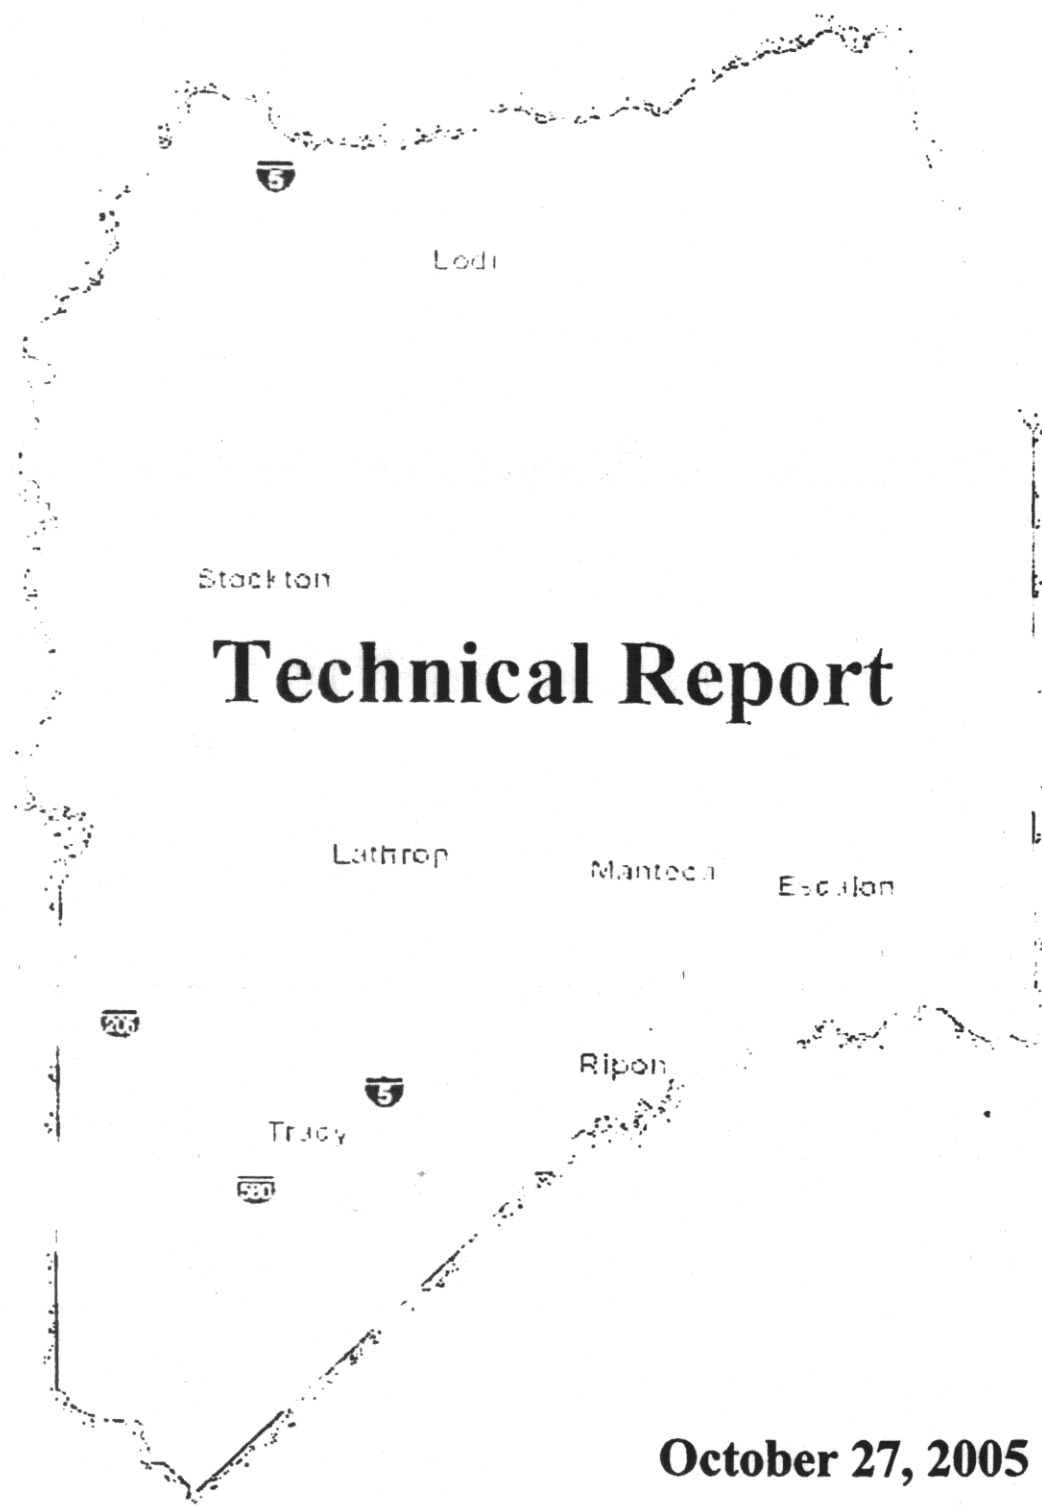 5
Lodi
Stockton
Technical Report
Lathrop
Manteca
Escalon
205
Ripon
5
Tracy
580
October 27, 2005